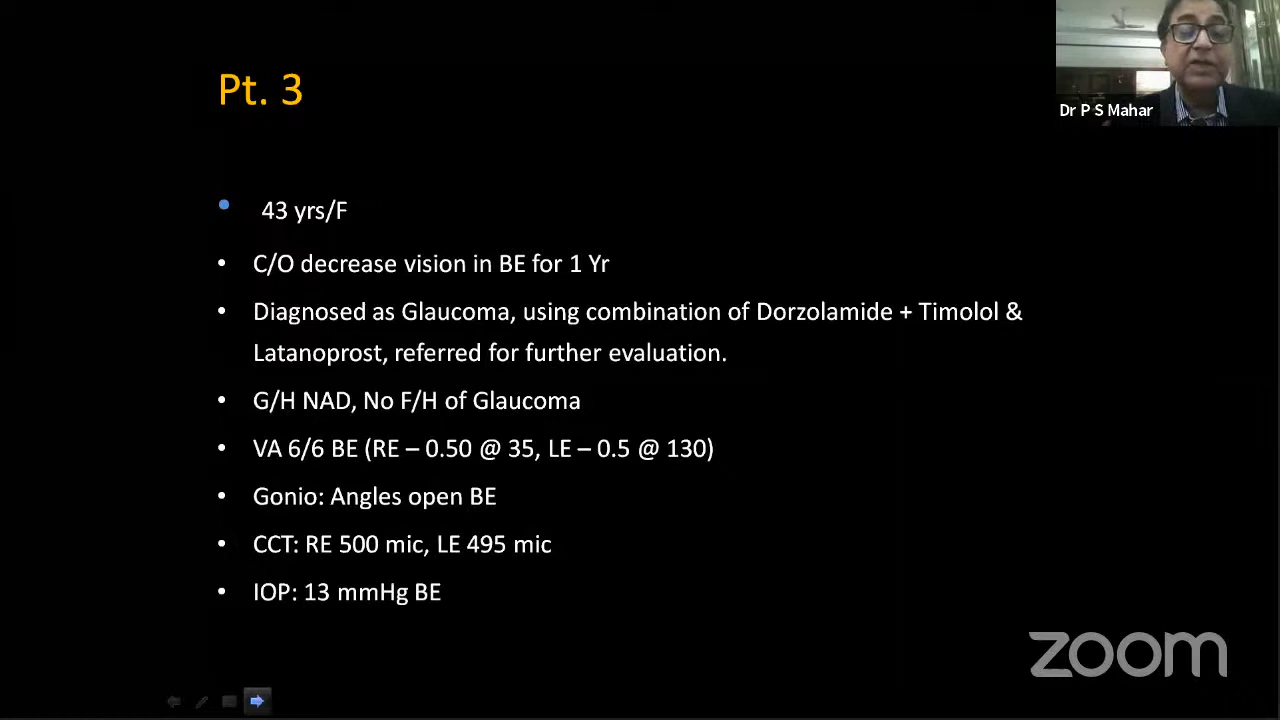 Pt. 3
Dr P S Mahar
43 yrs/F
C/O decrease vision in BE for 1 Yr
Diagnosed as Glaucoma, using combination of Dorzolamide + Timolol &
Latanoprost, referred for further evaluation.
G/H NAD, No F/H of Glaucoma
VA 6/6 BE (RE – 0.50 @ 35, LE – 0.5 @ 130)
Gonio: Angles open BE
CCT: RE 500 mic, LE 495 mic
IOP: 13 mmHg BE
zoom